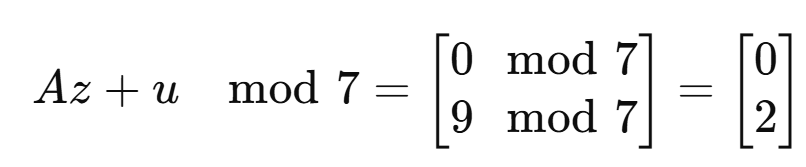 Az + u mod 7 = [0 mod 7; 9 mod 7] = [0; 2]